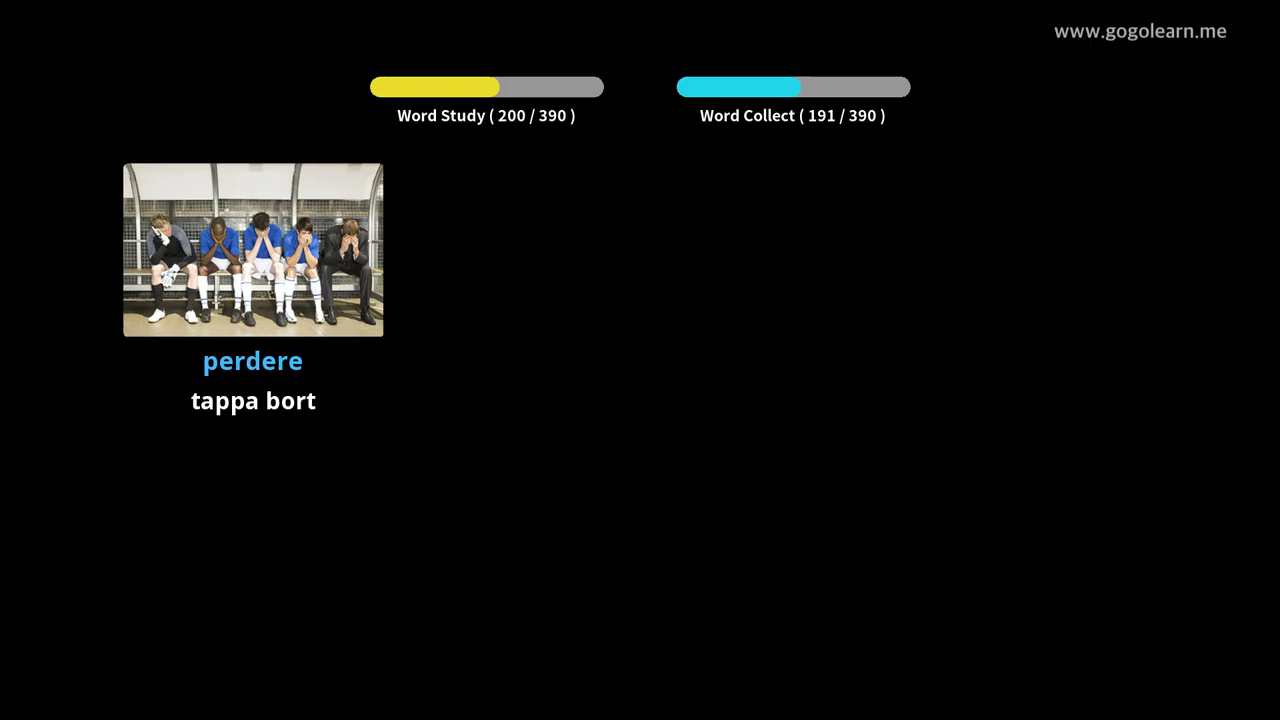 www.gogolearn.me
Word Study ( 200 / 390 )
Word Collect ( 191 / 390 )
perdere
tappa bort